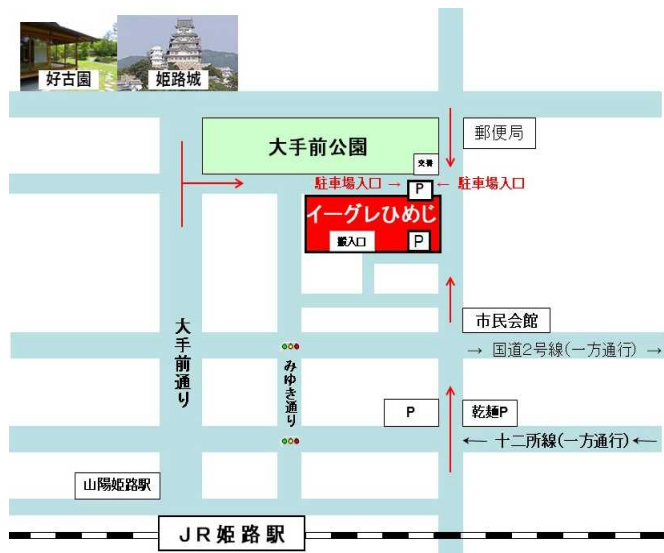 好古園
姫路城
大手前公園
交番
郵便局
駐車場入口 →
P
← 駐車場入口
イーグレひめじ
搬入口
P
市民会館
→ 国道2号線(一方通行) →
大手前通り
みゆき通り
P
乾麺P
← 十二所線(一方通行) ←
山陽姫路駅
JR姫路駅